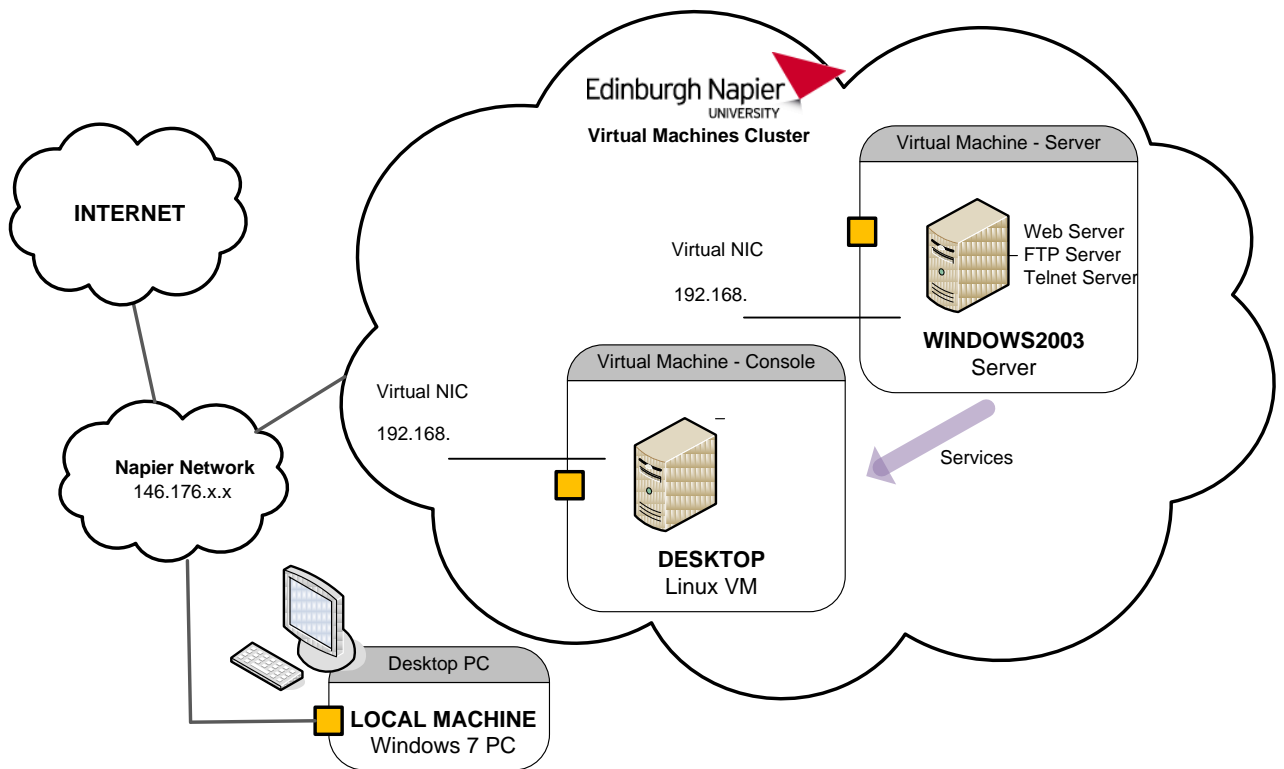 Edinburgh Napier
UNIVERSITY
Virtual Machines Cluster
Virtual Machine - Server
INTERNET
Web Server
FTP Server
Telnet Server
Virtual NIC
192.168.
WINDOWS2003
Server
Virtual Machine - Console
Virtual NIC
192.168.
Services
Napier Network
146.176.x.x
DESKTOP
Linux VM
Desktop PC
LOCAL MACHINE
Windows 7 PC